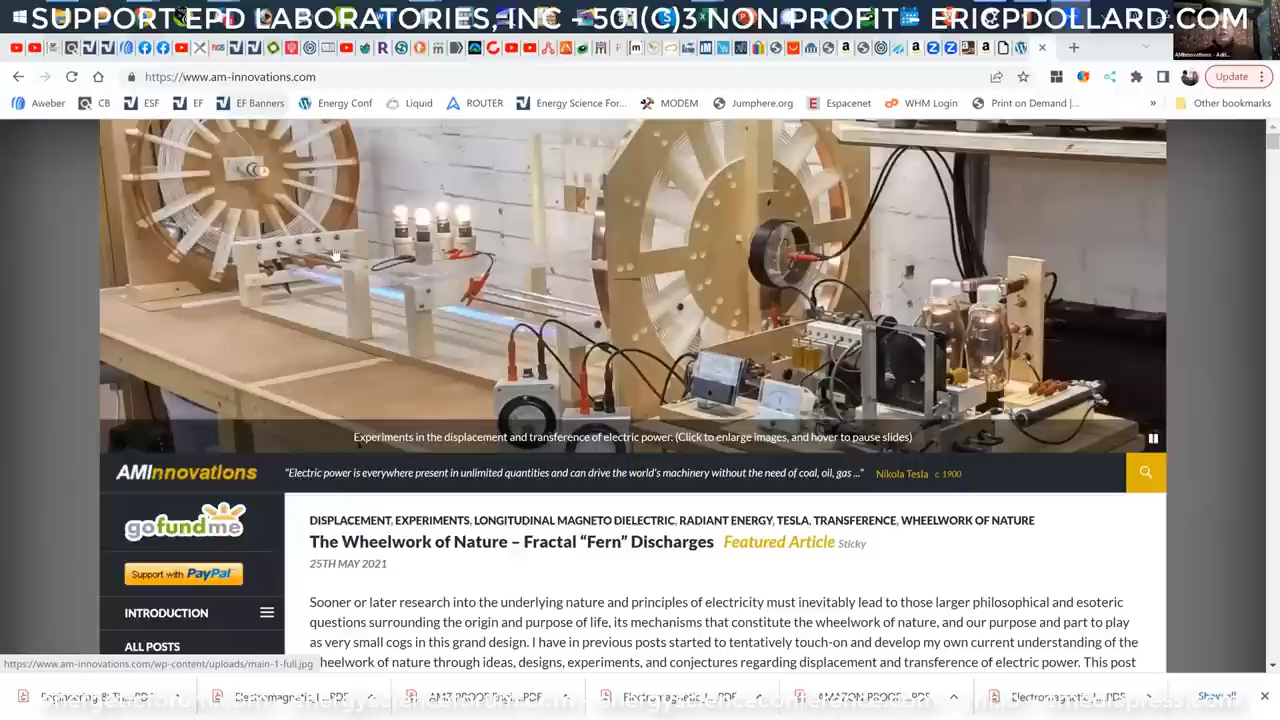 SUPPORT EPD LABORATORIES, INC - 501(C)3 NON PROFIT - ERICPDOLLARD.COM
https://www.am-innovations.com
Update
Aweber CB ESF EF EF Banners Energy Conf Liquid ROUTER Energy Science For... MODEM Jumphere.org Espacenet WHM Login Print on Demand |... » Other bookmarks
Experiments in the displacement and transference of electric power. (Click to enlarge images, and hover to pause slides)
AMInnovations "Electric power is everywhere present in unlimited quantities and can drive the world's machinery without the need of coal, oil, gas ..." Nikola Tesla c. 1900
gofundme
Support with PayPal
INTRODUCTION
ALL POSTS
DISPLACEMENT, EXPERIMENTS, LONGITUDINAL MAGNETO DIELECTRIC, RADIANT ENERGY, TESLA, TRANSFERENCE, WHEELWORK OF NATURE
The Wheelwork of Nature – Fractal “Fern” Discharges Featured Article Sticky
25TH MAY 2021
Sooner or later research into the underlying nature and principles of electricity must inevitably lead to those larger philosophical and esoteric
questions surrounding the origin and purpose of life, its mechanisms that constitute the wheelwork of nature, and our purpose and part to play
as very small cogs in this grand design. I have in previous posts started to tentatively touch-on and develop my own current understanding of the
heelwork of nature through ideas, designs, experiments, and conjectures regarding displacement and transference of electric power. This post
https://www.am-innovations.com/wp-content/uploads/main-1-full.jpg
Electromagnetic I....PDF
Electromagnetic I....PDF
Electromagnetic I....PDF
Show all